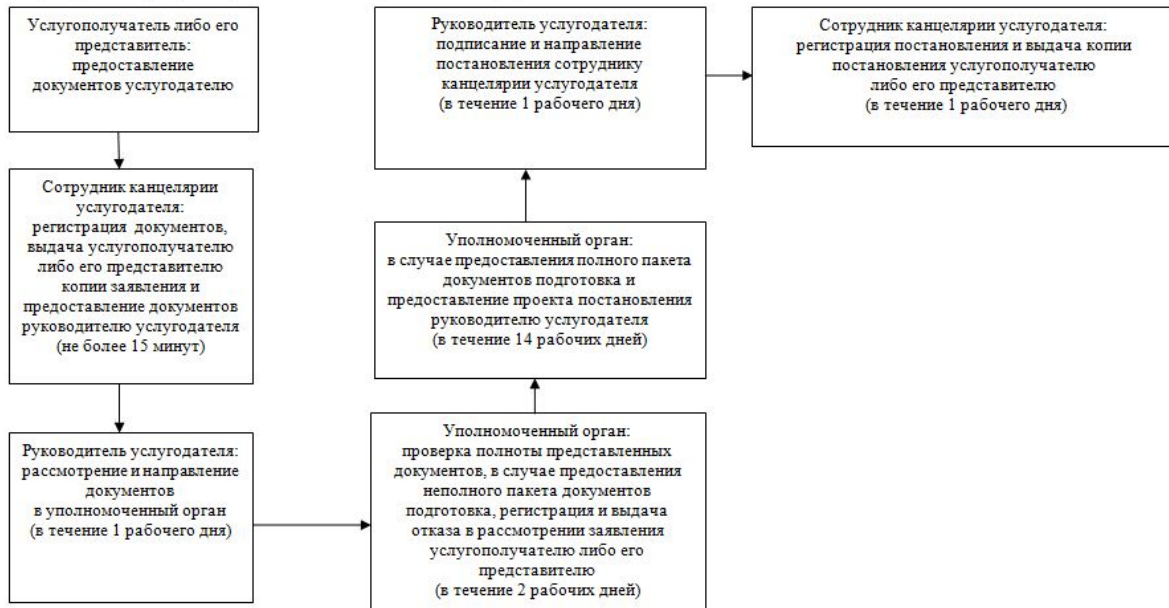 Услугополучатель либо его
представитель:
предоставление
документов услугодателю
Сотрудник канцелярии
услугодателя:
регистрация документов,
выдача услугополучателю
либо его представителю
копии заявления и
предоставление документов
руководителю услугодателя
(не более 15 минут)
Руководитель услугодателя:
рассмотрение и направление
документов
в уполномоченный орган
(в течение 1 рабочего дня)
Уполномоченный орган:
проверка полноты представленных
документов, в случае предоставления
неполного пакета документов
подготовка, регистрация и выдача
отказа в рассмотрении заявления
услугополучателю либо его
представителю
(в течение 2 рабочих дней)
Уполномоченный орган:
в случае предоставления полного пакета
документов подготовка и
предоставление проекта постановления
руководителю услугодателя
(в течение 14 рабочих дней)
Руководитель услугодателя:
подписание и направление
постановления сотруднику
канцелярии услугодателя
(в течение 1 рабочего дня)
Сотрудник канцелярии услугодателя:
регистрация постановления и выдача копии
постановления услугополучателю
либо его представителю
(в течение 1 рабочего дня)